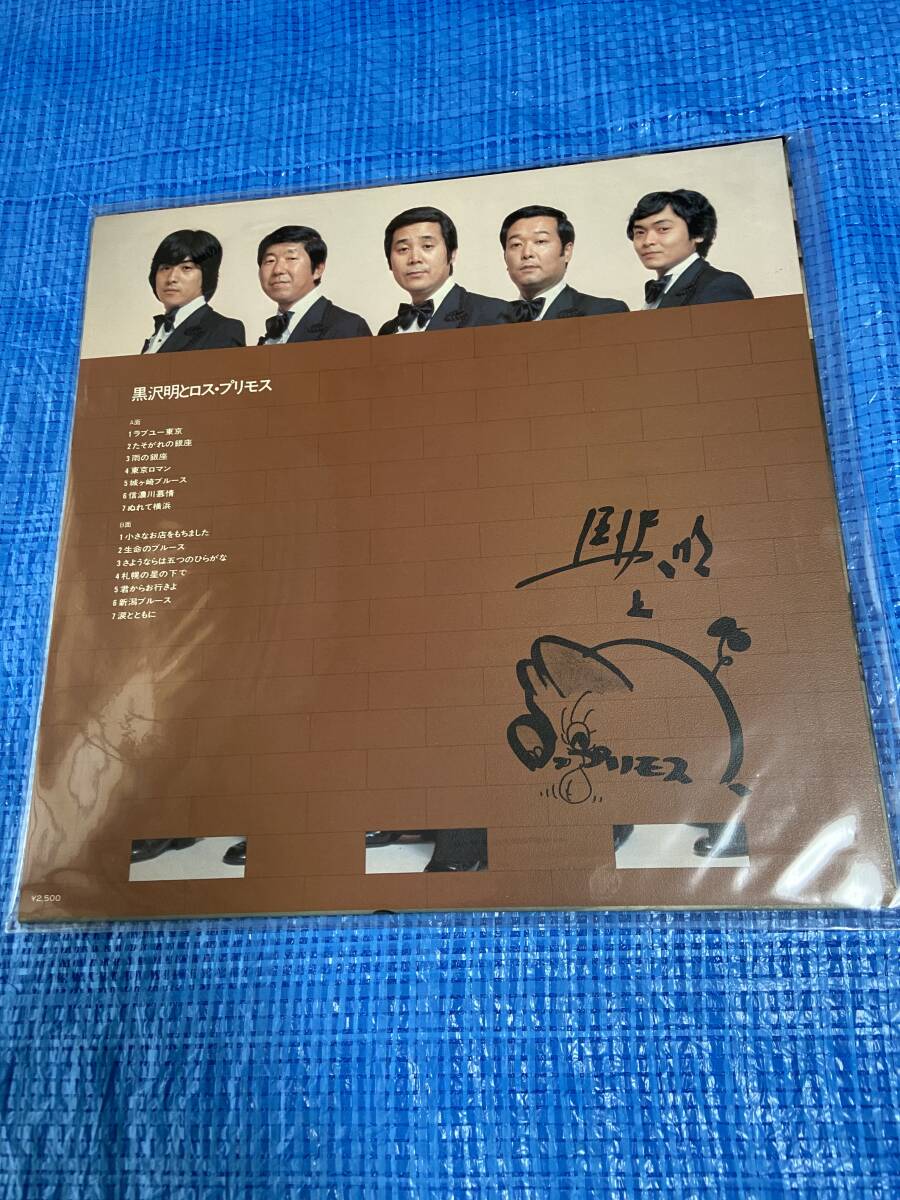 黒沢明とロス・プリモス
A面
1 ラブユー東京
2 たそがれの銀座
3 雨の銀座
4 東京ロマン
5 城ヶ崎ブルース
6 信濃川慕情
7 ぬれて横浜
B面
1 小さなお店をもちました
2 生命のブルース
3 さようならは五つのひらがな
4 札幌の星の下で
5 君からお行きよ
6 新潟ブルース
7 涙とともに
と
プリモス
¥2,500